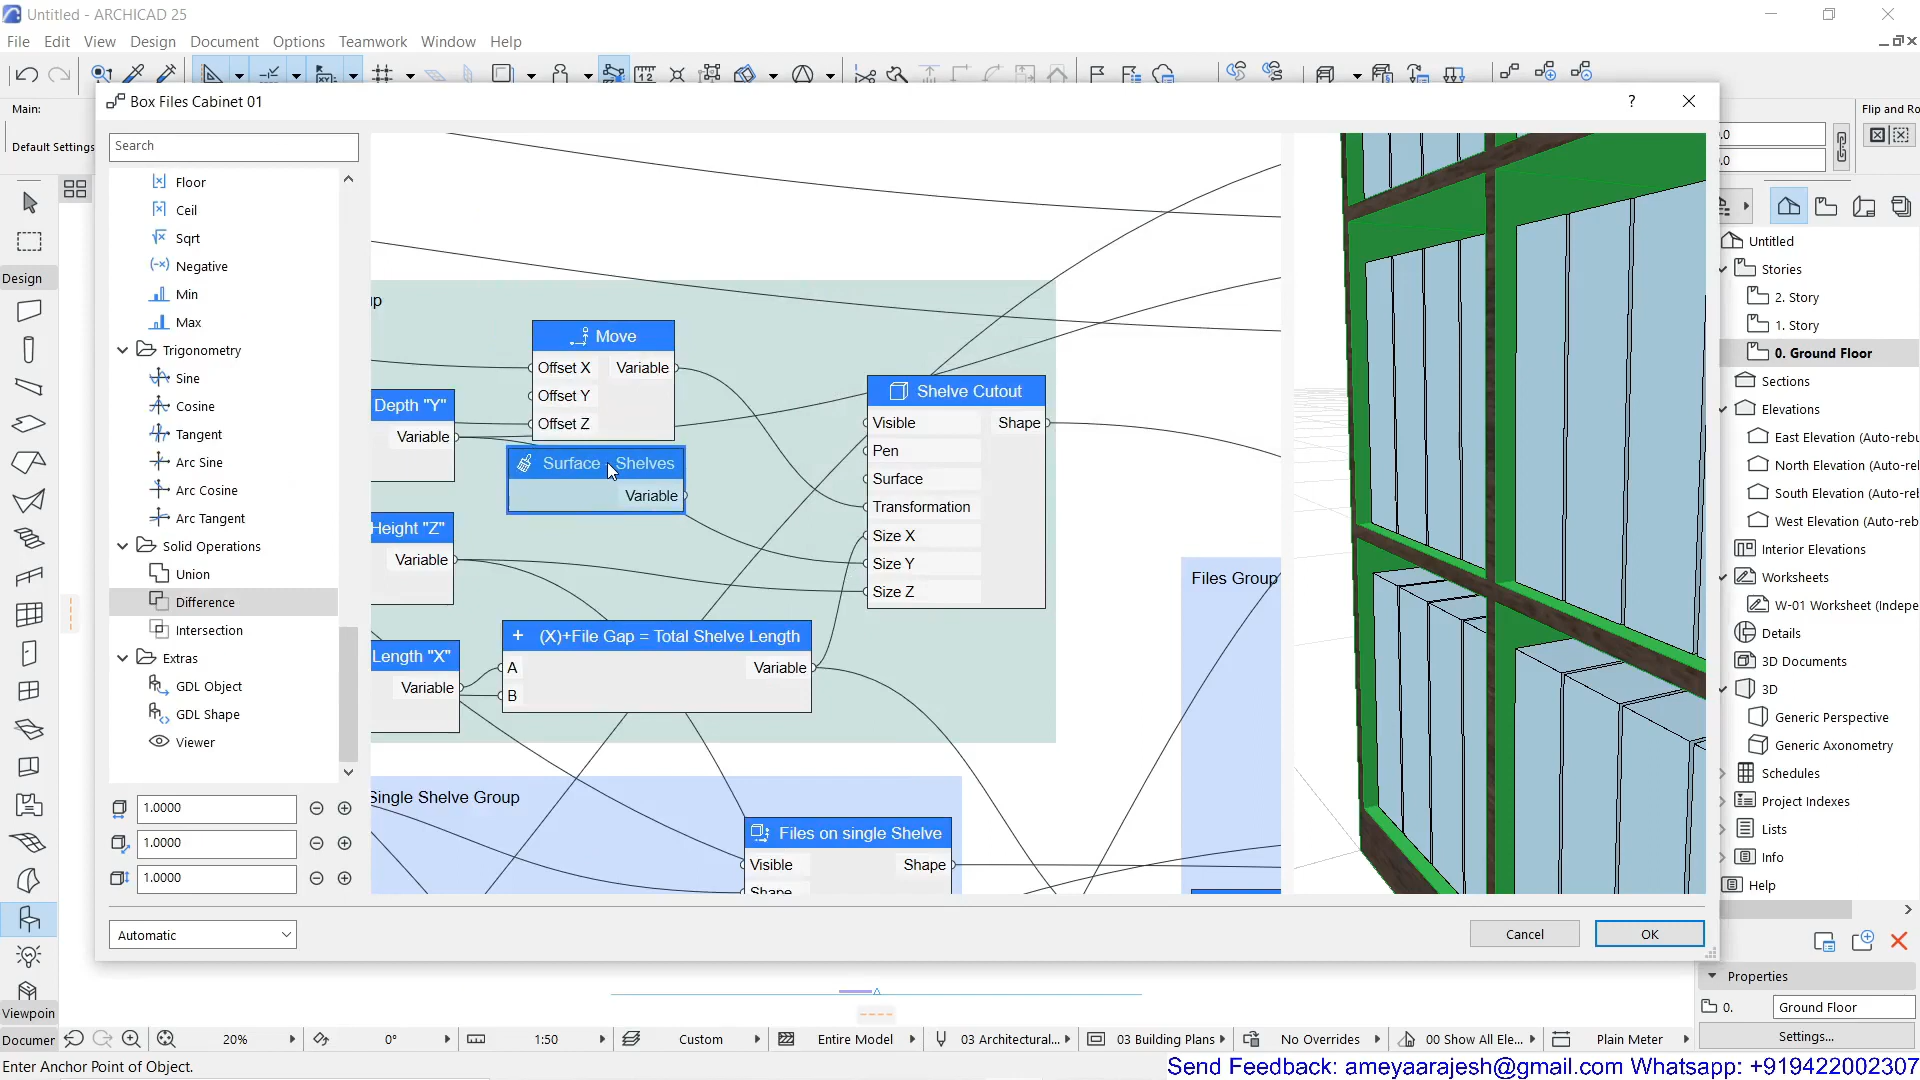 Untitled - ARCHICAD 25
File Edit View Design Document Options Teamwork Window Help
Main:
Default Settings
Flip and Ro
Box Files Cabinet 01
?
Search
Floor
Ceil
Sqrt
Negative
Min
Max
Trigonometry
Sine
Cosine
Tangent
Arc Sine
Arc Cosine
Arc Tangent
Solid Operations
Union
Difference
Intersection
Extras
GDL Object
GDL Shape
Viewer
1.0000
1.0000
1.0000
Automatic
Cancel
OK
Design
Viewpoin
Documer
up
Move
Offset X Variable
Offset Y
Offset Z
Depth "Y"
Variable
Surface - Shelves
Variable
Shelve Cutout
Visible Shape
Pen
Surface
Transformation
Size X
Size Y
Size Z
Height "Z"
Variable
Length "X"
Variable
(X)+File Gap = Total Shelve Length
A Variable
B
Files Group
Single Shelve Group
Files on single Shelve
Visible Shape
Shape
.0
.0
Untitled
Stories
2. Story
1. Story
0. Ground Floor
Sections
Elevations
East Elevation (Auto-rebu
North Elevation (Auto-rel
South Elevation (Auto-rel
West Elevation (Auto-reb
Interior Elevations
Worksheets
W-01 Worksheet (Indepe
Details
3D Documents
3D
Generic Perspective
Generic Axonometry
Schedules
Project Indexes
Lists
Info
Help
Properties
0. Ground Floor
Settings...
20% 0° 1:50 Custom Entire Model 03 Architectural... 03 Building Plans No Overrides 00 Show All Ele... Plain Meter
Enter Anchor Point of Object.
Send Feedback: ameyaarajesh@gmail.com Whatsapp: +919422002307